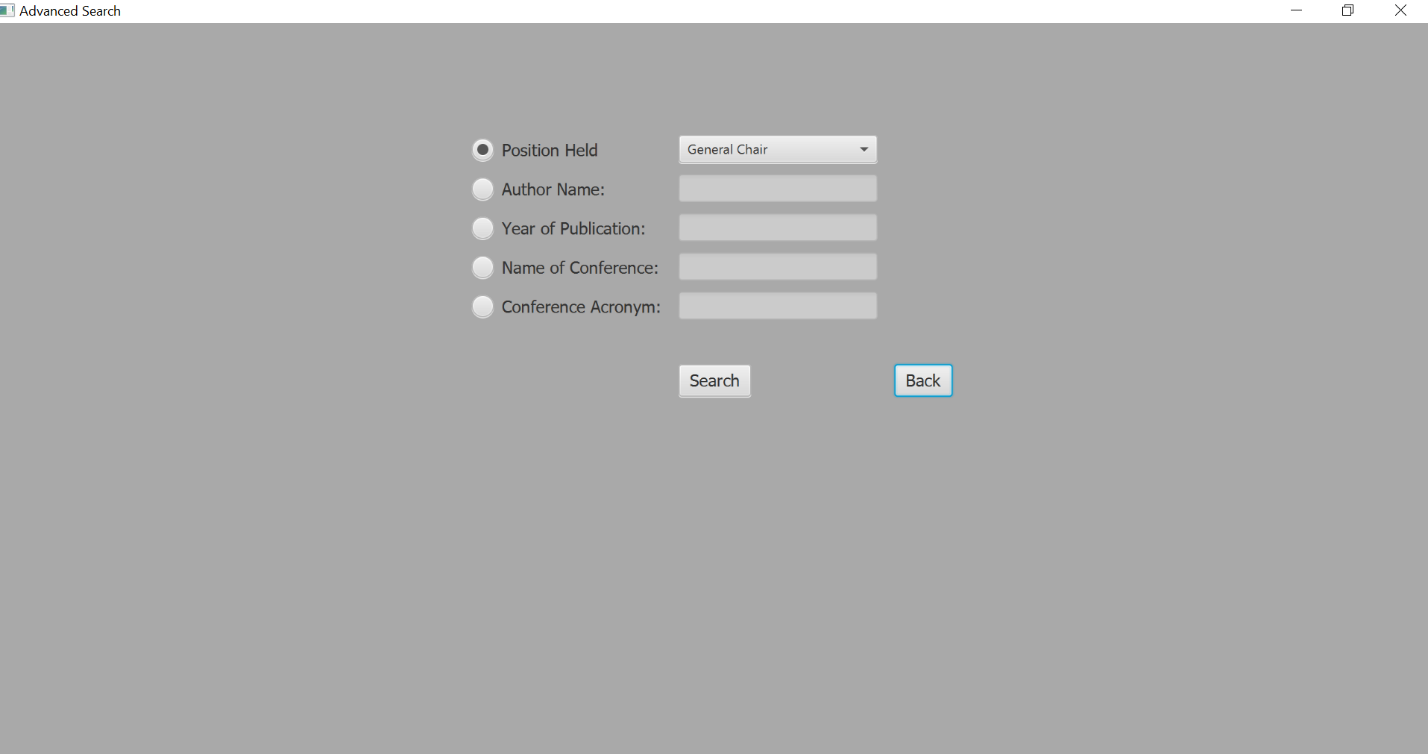 Advanced Search
Position Held General Chair
Author Name:
Year of Publication:
Name of Conference:
Conference Acronym:
Search Back